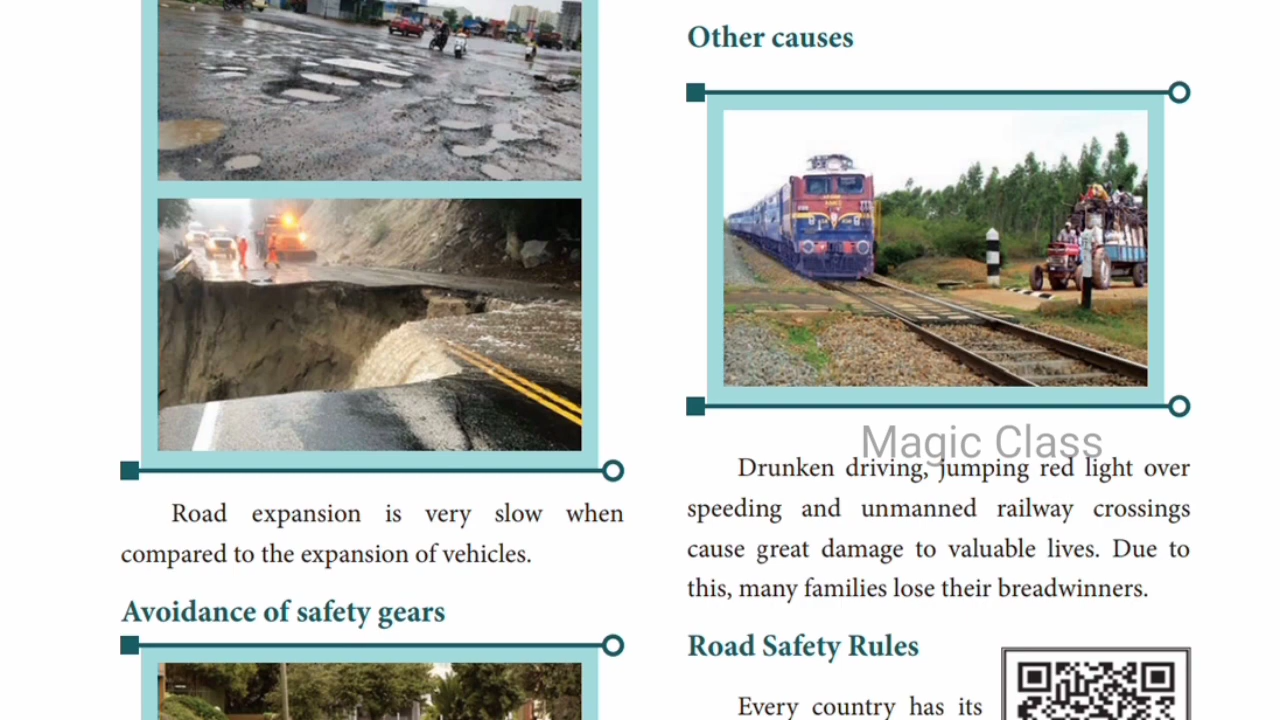 Road expansion is very slow when
compared to the expansion of vehicles.
Avoidance of safety gears
Other causes
Magic Class
Drunken driving, jumping red light over
speeding and unmanned railway crossings
cause great damage to valuable lives. Due to
this, many families lose their breadwinners.
Road Safety Rules
Every country has its